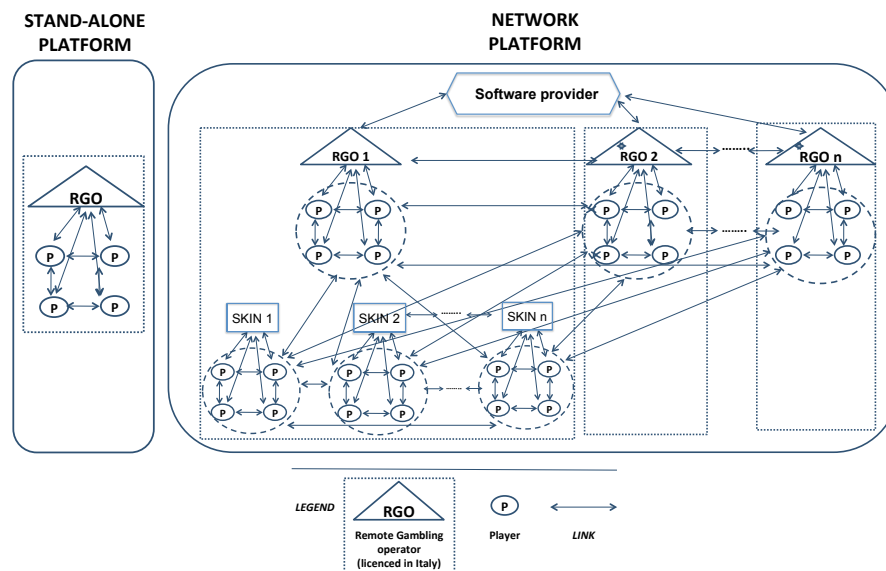 STAND-ALONE
PLATFORM
NETWORK
PLATFORM
Software provider
RGO
P P
P P
RGO 1
RGO 2
........
RGO n
P P
P P
P P
P P
........
P P
P P
SKIN 1
SKIN 2
........
SKIN n
P P
P P
P P
P P
........
P P
P P
LEGEND
RGO
Remote Gambling
operator
(licenced in Italy)
P
Player
LINK